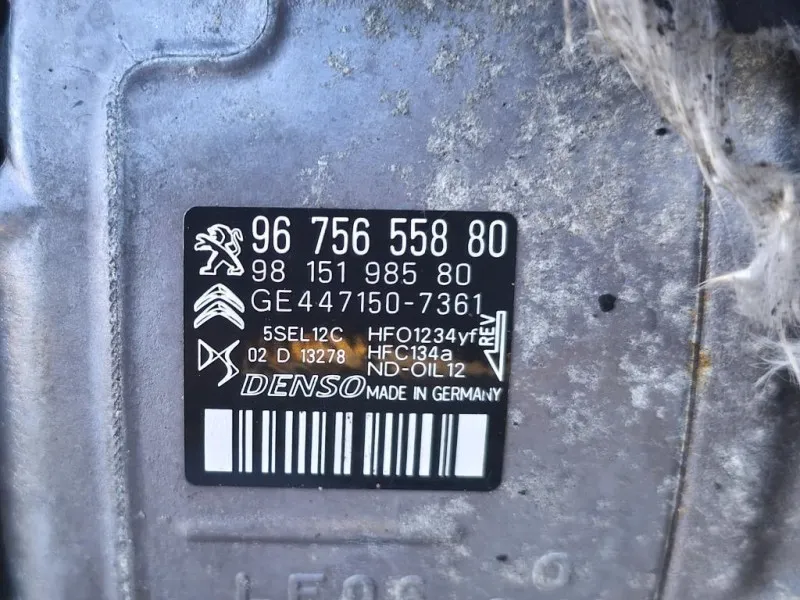 96 756 558 80
98 151 985 80
GE447150-7361
5SEL12C HFO1234yf
02 D 13278 HFC134a
ND-OIL12
REV
DENSO MADE IN GERMANY